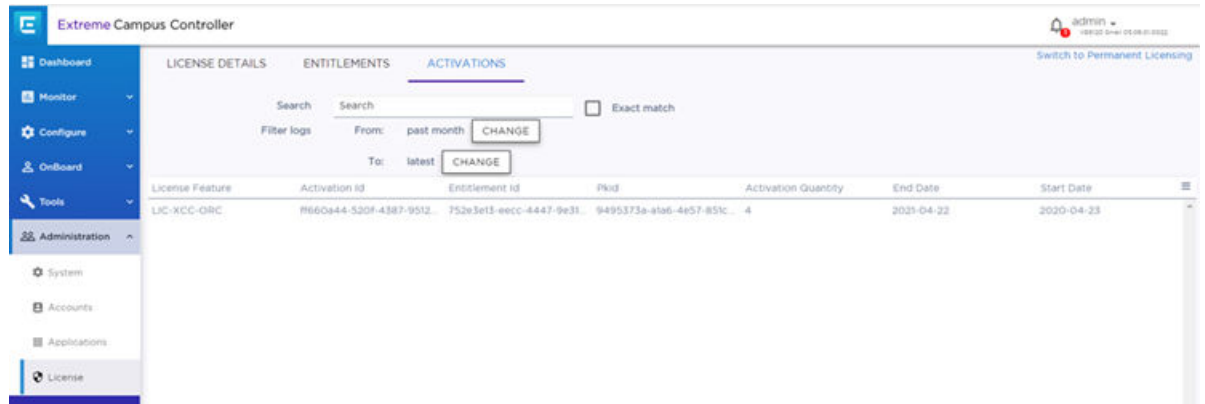 Extreme Campus Controller
admin
Switch to Permanent Licensing
Dashboard
Monitor
Configure
OnBoard
Tools
Administration
System
Accounts
Applications
License
LICENSE DETAILS ENTITLEMENTS ACTIVATIONS
Search Search Exact match
Filter logs From: past month CHANGE
To: latest CHANGE
License Feature Activation Id Entitlement Id Pkid Activation Quantity End Date Start Date
LIC-XCC-ORC ff660a44-520f-4387-9512... 752e3e13-eecc-4447-9e31... 9495373a-a1a6-4e57-851c... 4 2021-04-22 2020-04-23